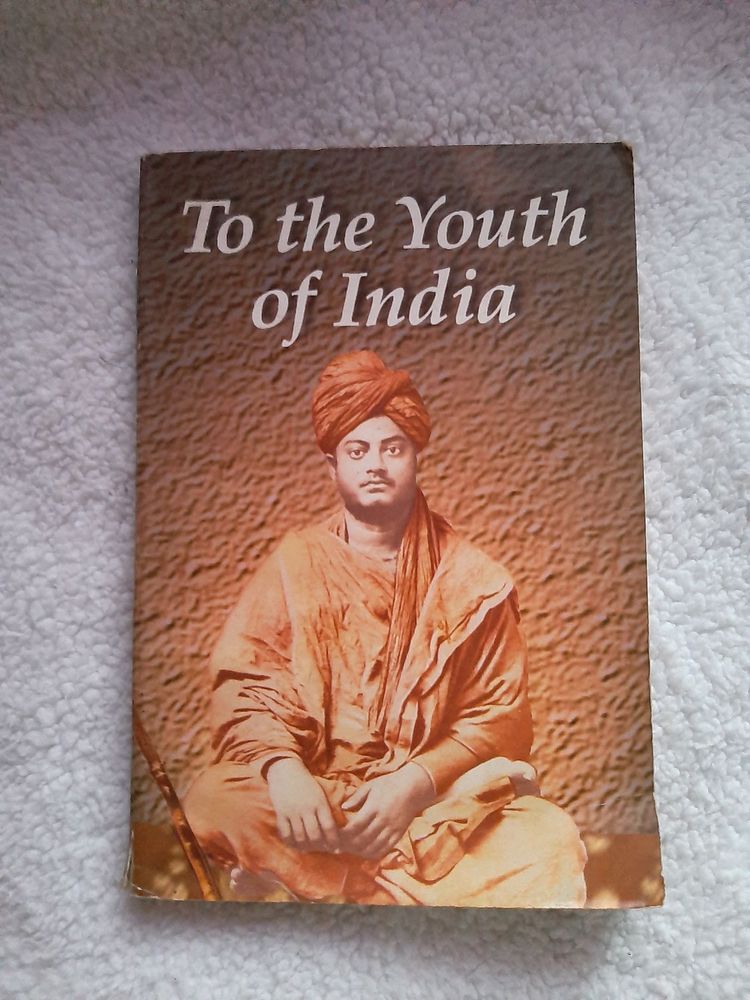 To the Youth
of India